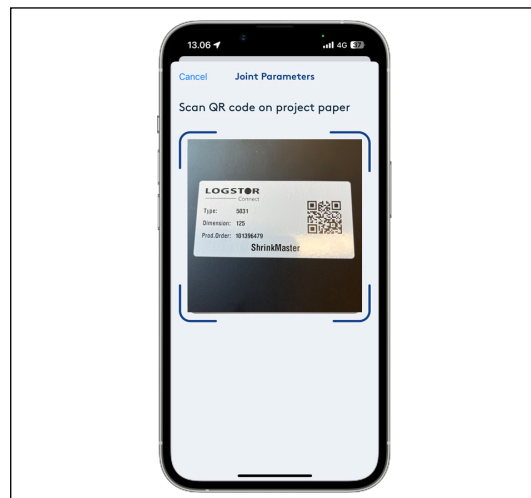 13.06
4G 37
Cancel Joint Parameters
Scan QR code on project paper
LOGSTOR
Connect
Type: 5031
Dimension: 125
Prod.Order: 101396479
ShrinkMaster